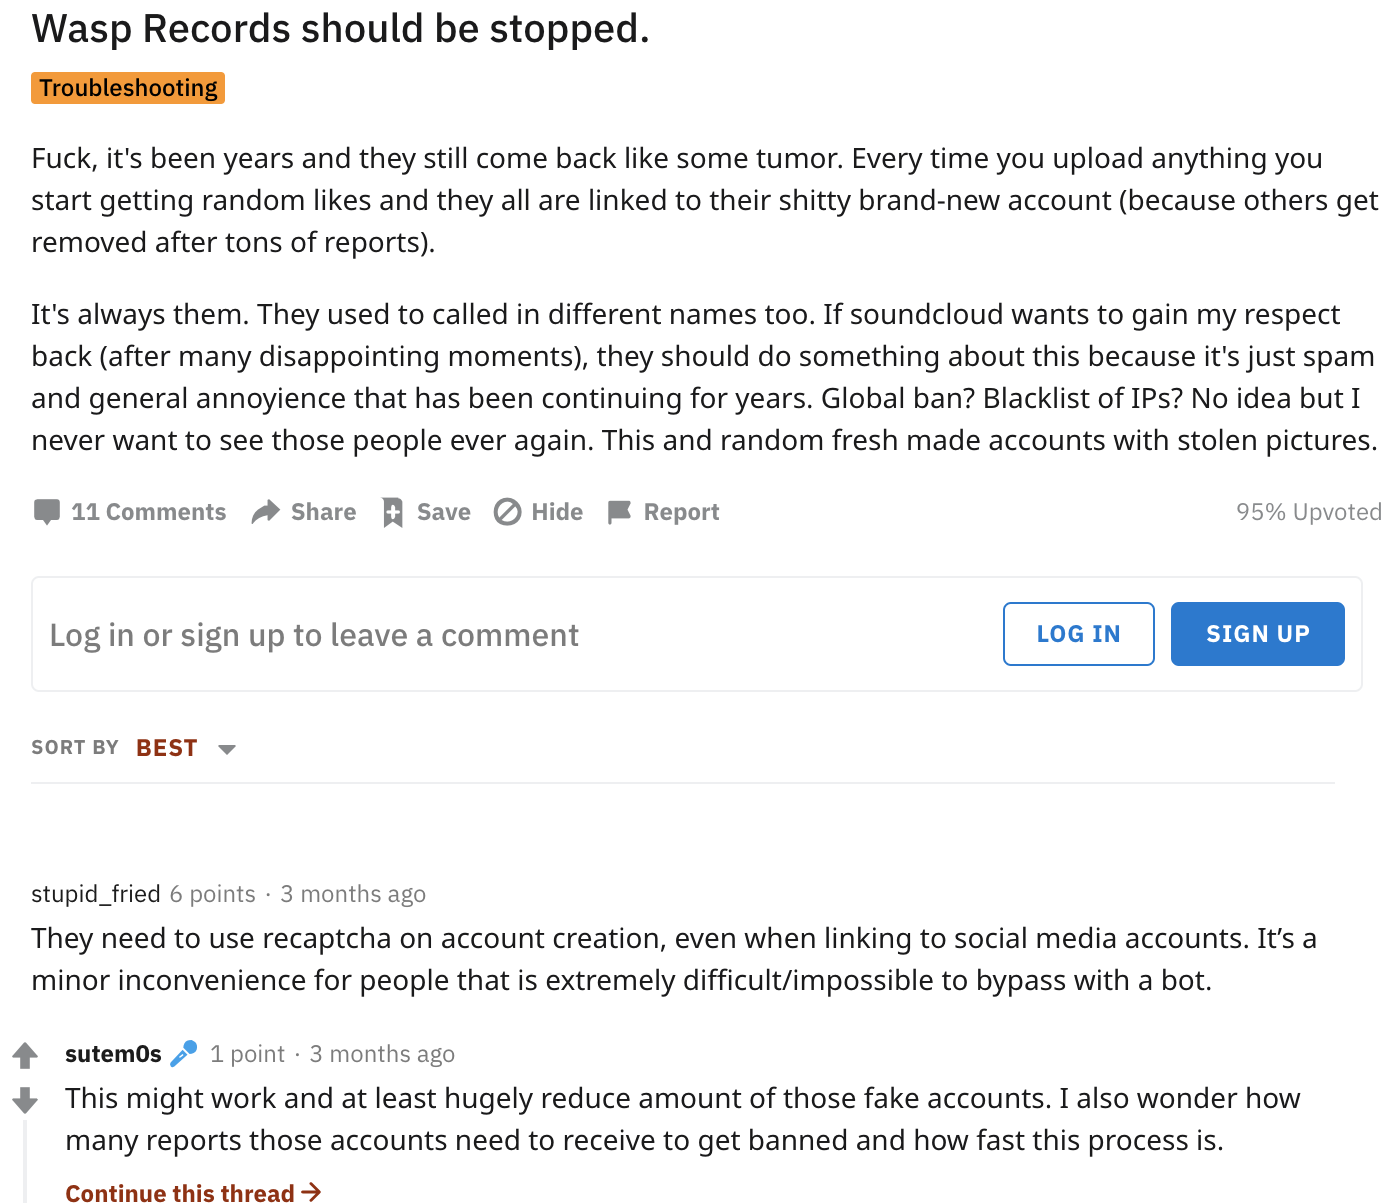 Wasp Records should be stopped.
Troubleshooting
Fuck, it's been years and they still come back like some tumor. Every time you upload anything you
start getting random likes and they all are linked to their shitty brand-new account (because others get
removed after tons of reports).
It's always them. They used to called in different names too. If soundcloud wants to gain my respect
back (after many disappointing moments), they should do something about this because it's just spam
and general annoyience that has been continuing for years. Global ban? Blacklist of IPs? No idea but I
never want to see those people ever again. This and random fresh made accounts with stolen pictures.
11 Comments Share Save Hide Report 95% Upvoted
Log in or sign up to leave a comment LOG IN SIGN UP
SORT BY BEST
stupid_fried 6 points · 3 months ago
They need to use recaptcha on account creation, even when linking to social media accounts. It’s a
minor inconvenience for people that is extremely difficult/impossible to bypass with a bot.
sutem0s 1 point · 3 months ago
This might work and at least hugely reduce amount of those fake accounts. I also wonder how
many reports those accounts need to receive to get banned and how fast this process is.
Continue this thread →